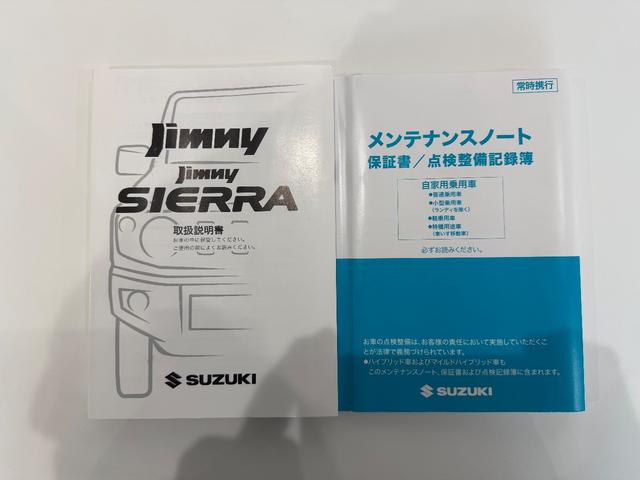 Jimny
Jimny
SIERRA
取扱説明書
お車の中に保管してください。
ご使用の前によくお読みください。
SUZUKI
常時携行
メンテナンスノート
保証書／点検整備記録簿
自家用乗用車
●普通乗用車
●小型乗用車
（ランディを除く）
●軽乗用車
●特種用途車
（車いす移動車）
必ずお読みください。
お車の点検整備は、お客様の責任において実施していただくこ
とが法律で義務づけられています。
●ハイブリッド車およびマイルドハイブリッド車も
このメンテナンスノート、保証書および点検記録簿に含まれます。
SUZUKI